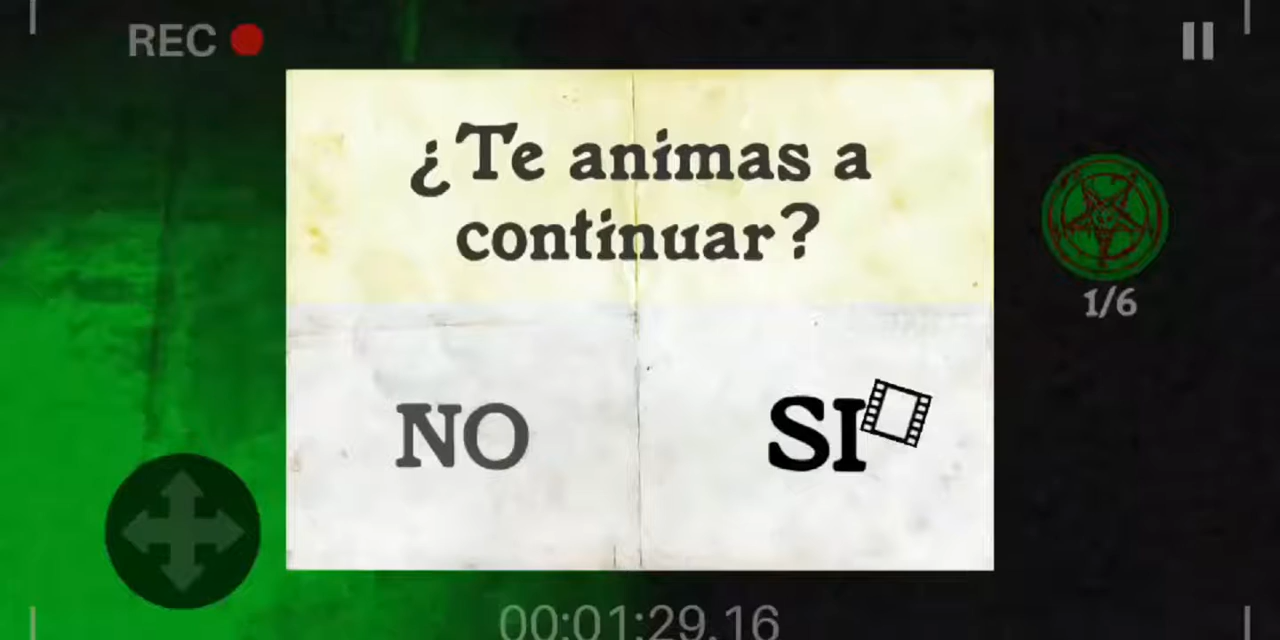 REC
¿Te animas a
continuar?
1/6
NO
SI
00:01:29.16